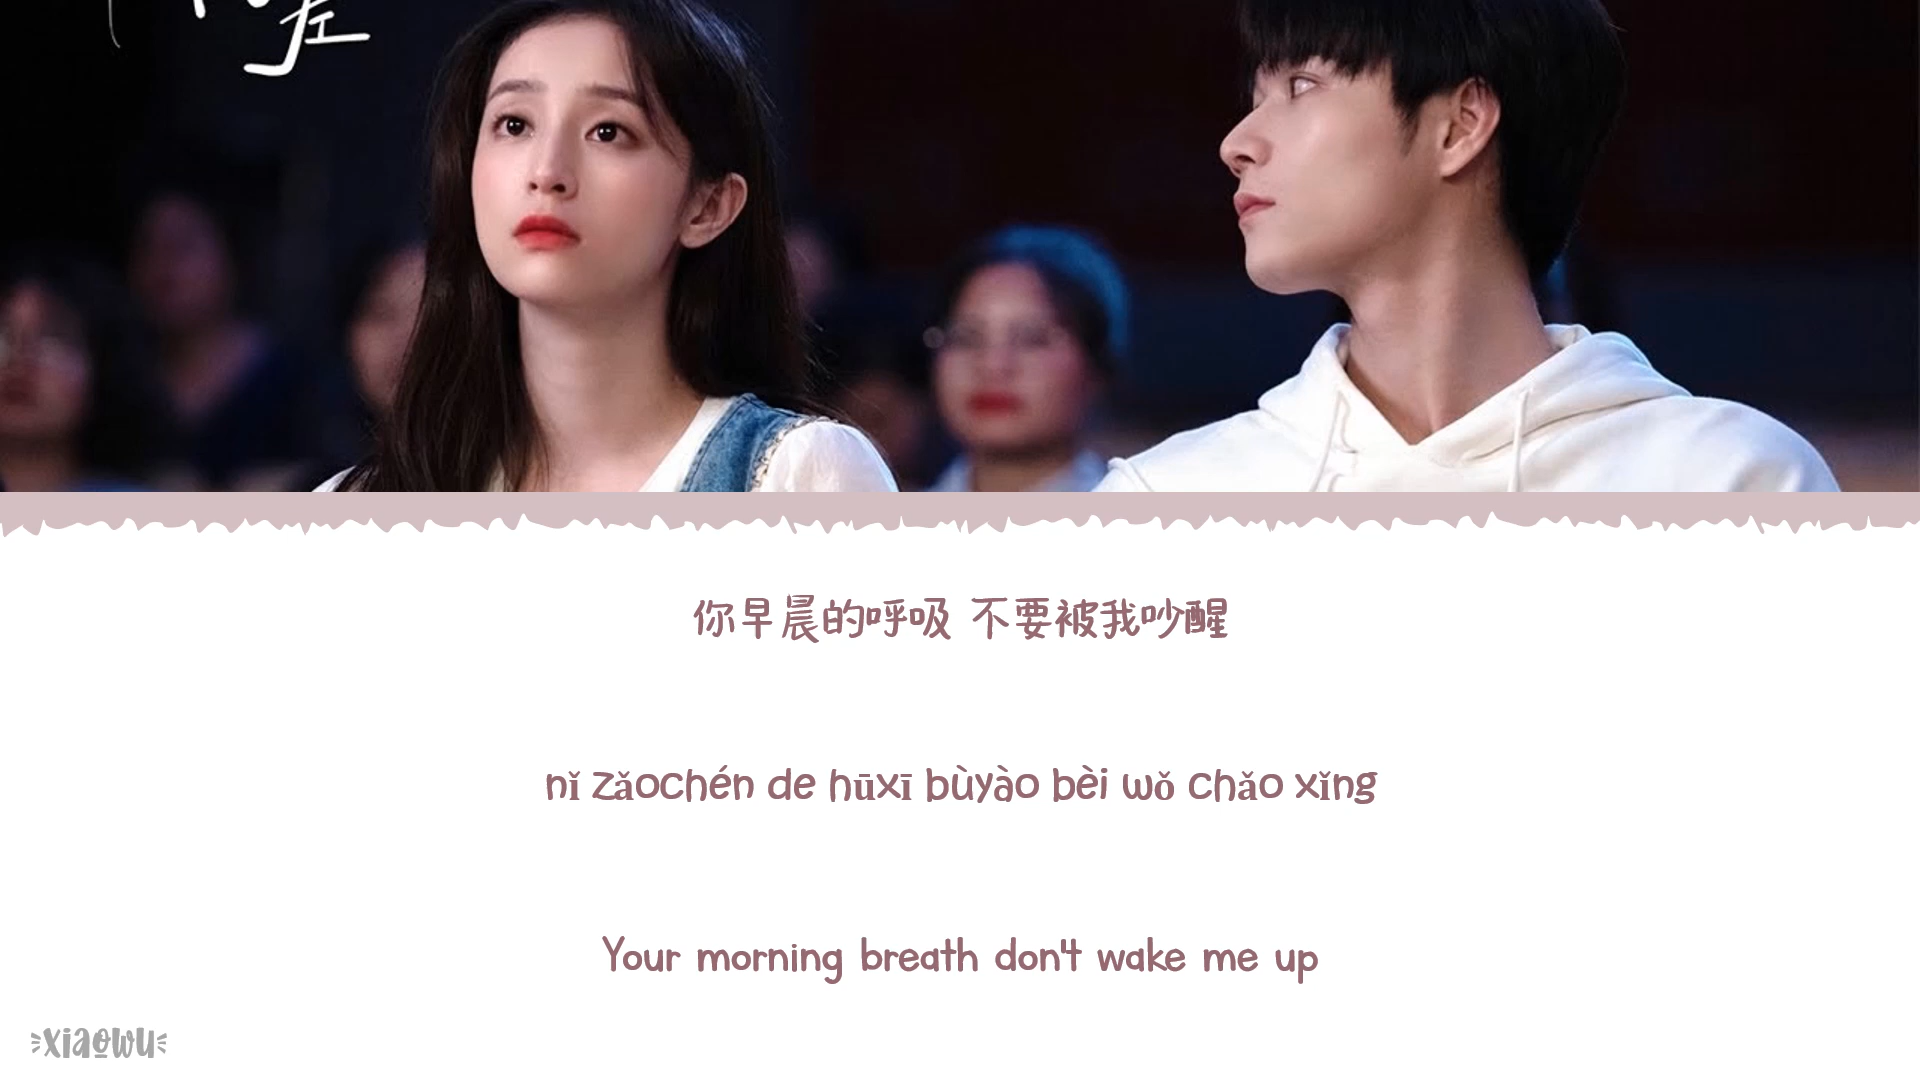 你早晨的呼吸 不要被我吵醒
nǐ zǎochén de hūxī bùyào bèi wǒ chǎo xǐng
Your morning breath don't wake me up
xiaowu